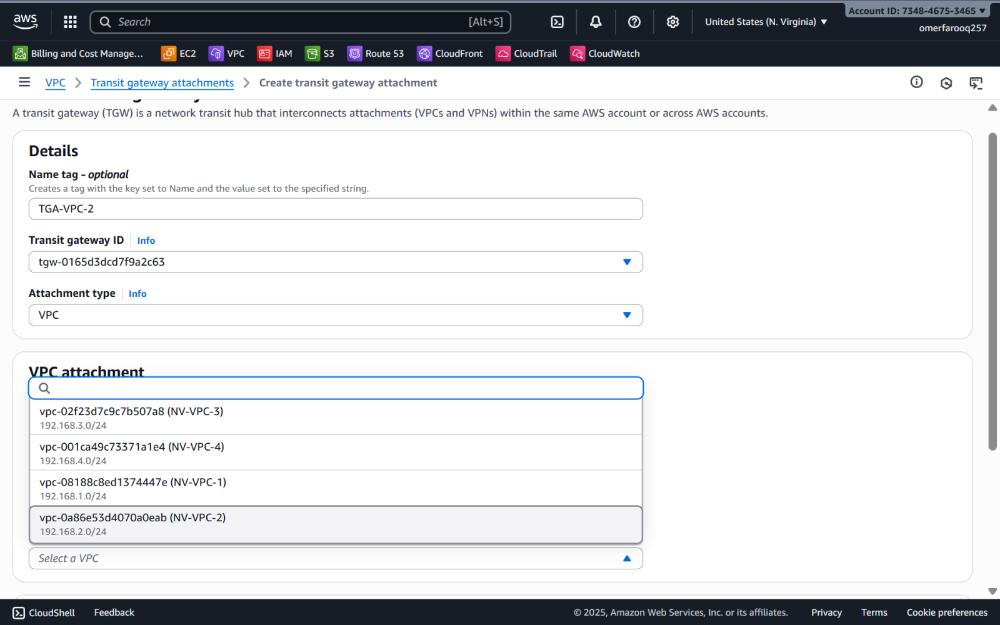 aws
Search
[Alt+S]
United States (N. Virginia)
Account ID: 7348-4675-3465
omerfarooq257
Billing and Cost Manage...
EC2
VPC
IAM
S3
Route 53
CloudFront
CloudTrail
CloudWatch
VPC
Transit gateway attachments
Create transit gateway attachment
A transit gateway (TGW) is a network transit hub that interconnects attachments (VPCs and VPNs) within the same AWS account or across AWS accounts.
Details
Name tag - optional
Creates a tag with the key set to Name and the value set to the specified string.
TGA-VPC-2
Transit gateway ID
Info
tgw-0165d3dcd7f9a2c63
Attachment type
Info
VPC
VPC attachment
vpc-02f23d7c9c7b507a8 (NV-VPC-3)
192.168.3.0/24
vpc-001ca49c73371a1e4 (NV-VPC-4)
192.168.4.0/24
vpc-08188c8ed1374447e (NV-VPC-1)
192.168.1.0/24
vpc-0a86e53d4070a0eab (NV-VPC-2)
192.168.2.0/24
Select a VPC
CloudShell
Feedback
© 2025, Amazon Web Services, Inc. or its affiliates.
Privacy
Terms
Cookie preferences